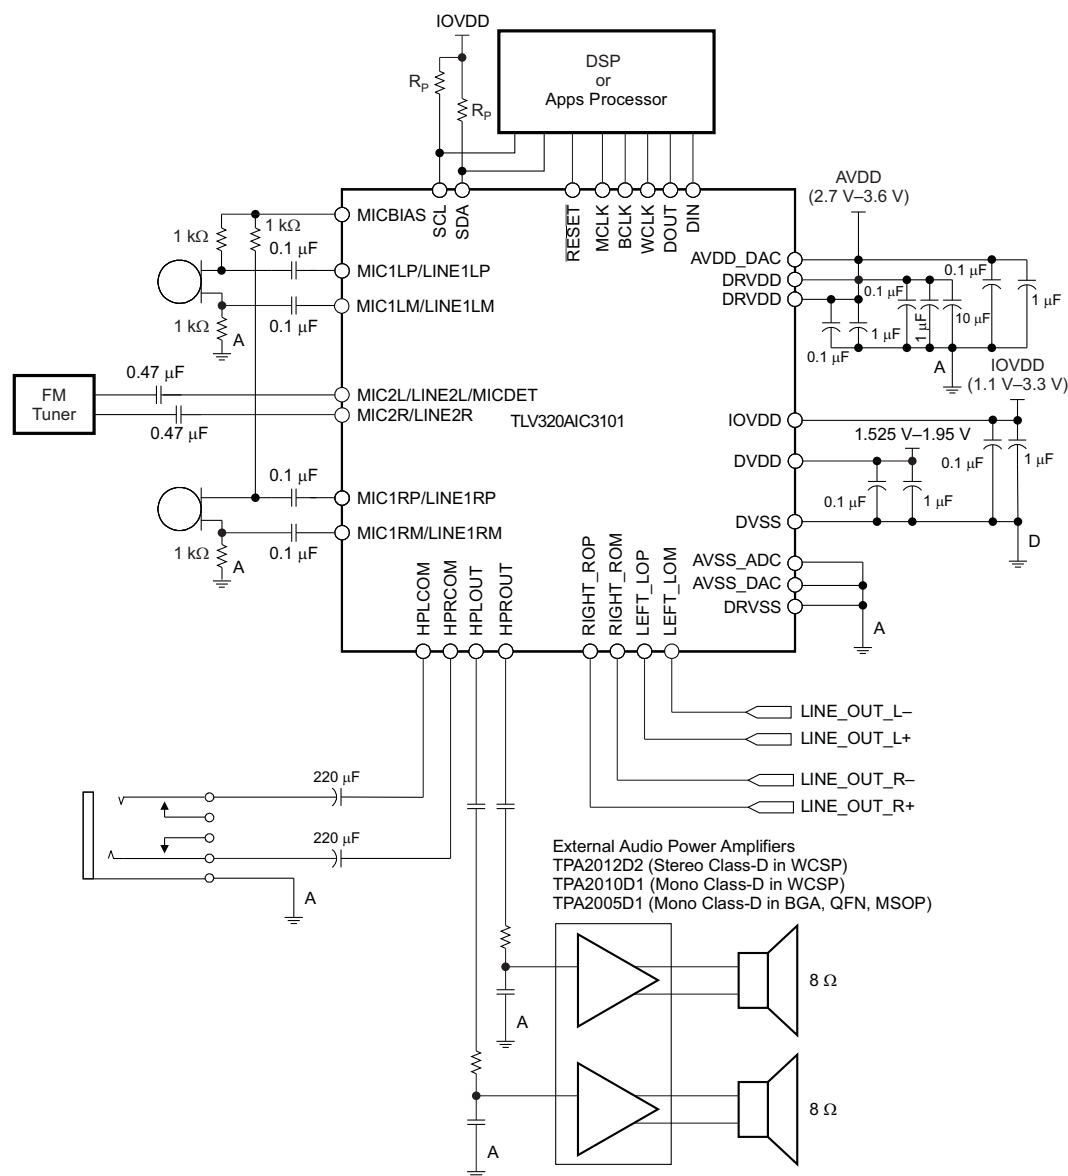 IOVDD
R_P
R_P
DSP
or
Apps Processor
SCL
SDA
RESET
MCLK
BCLK
WCLK
DOUT
DIN
AVDD
(2.7 V–3.6 V)
MICBIAS
1 kΩ
1 kΩ
0.1 μF
MIC1LP/LINE1LP
MIC1LM/LINE1LM
1 kΩ
A
0.1 μF
AVDD_DAC
DRVDD
DRVDD
0.1 μF
1 μF
0.1 μF
1 μF
10 μF
0.1 μF
1 μF
A
IOVDD
(1.1 V–3.3 V)
FM
Tuner
0.47 μF
0.47 μF
MIC2L/LINE2L/MICDET
MIC2R/LINE2R
TLV320AIC3101
IOVDD
1.525 V–1.95 V
DVDD
0.1 μF
1 μF
0.1 μF
1 μF
DVSS
D
0.1 μF
MIC1RP/LINE1RP
MIC1RM/LINE1RM
1 kΩ
A
0.1 μF
AVSS_ADC
AVSS_DAC
DRVSS
A
HPLCOM
HPRCOM
HPLOUT
HPROUT
RIGHT_ROP
RIGHT_ROM
LEFT_LOP
LEFT_LOM
LINE_OUT_L–
LINE_OUT_L+
LINE_OUT_R–
LINE_OUT_R+
220 μF
220 μF
A
External Audio Power Amplifiers
TPA2012D2 (Stereo Class-D in WCSP)
TPA2010D1 (Mono Class-D in WCSP)
TPA2005D1 (Mono Class-D in BGA, QFN, MSOP)
8 Ω
A
8 Ω
A